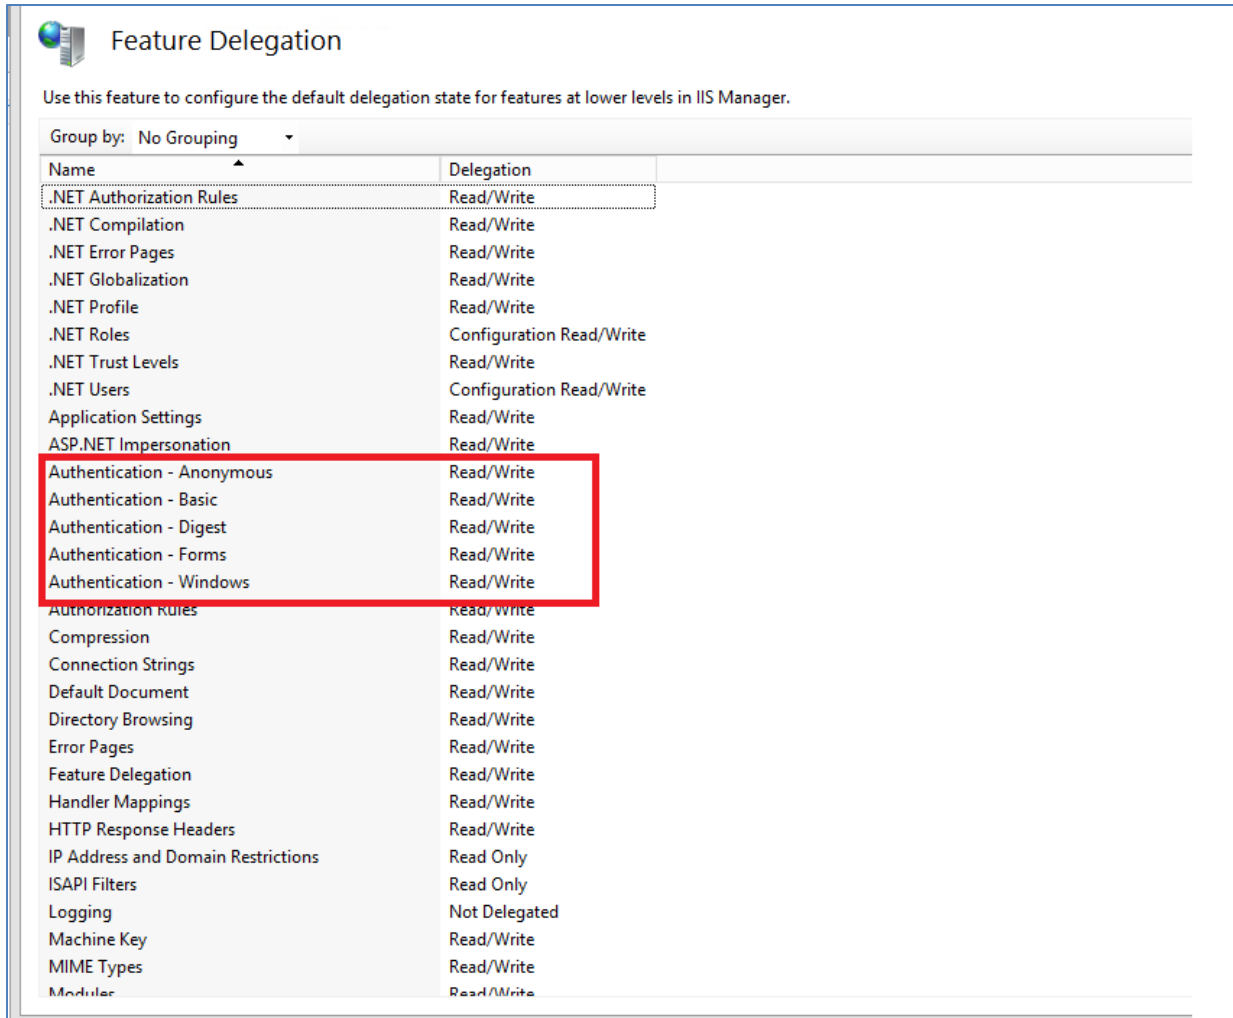 Feature Delegation
Use this feature to configure the default delegation state for features at lower levels in IIS Manager.
Group by: No Grouping
Name Delegation
.NET Authorization Rules Read/Write
.NET Compilation Read/Write
.NET Error Pages Read/Write
.NET Globalization Read/Write
.NET Profile Read/Write
.NET Roles Configuration Read/Write
.NET Trust Levels Read/Write
.NET Users Configuration Read/Write
Application Settings Read/Write
ASP.NET Impersonation Read/Write
Authentication - Anonymous Read/Write
Authentication - Basic Read/Write
Authentication - Digest Read/Write
Authentication - Forms Read/Write
Authentication - Windows Read/Write
Authorization Rules Read/Write
Compression Read/Write
Connection Strings Read/Write
Default Document Read/Write
Directory Browsing Read/Write
Error Pages Read/Write
Feature Delegation Read/Write
Handler Mappings Read/Write
HTTP Response Headers Read/Write
IP Address and Domain Restrictions Read Only
ISAPI Filters Read Only
Logging Not Delegated
Machine Key Read/Write
MIME Types Read/Write
Modules Read/Write